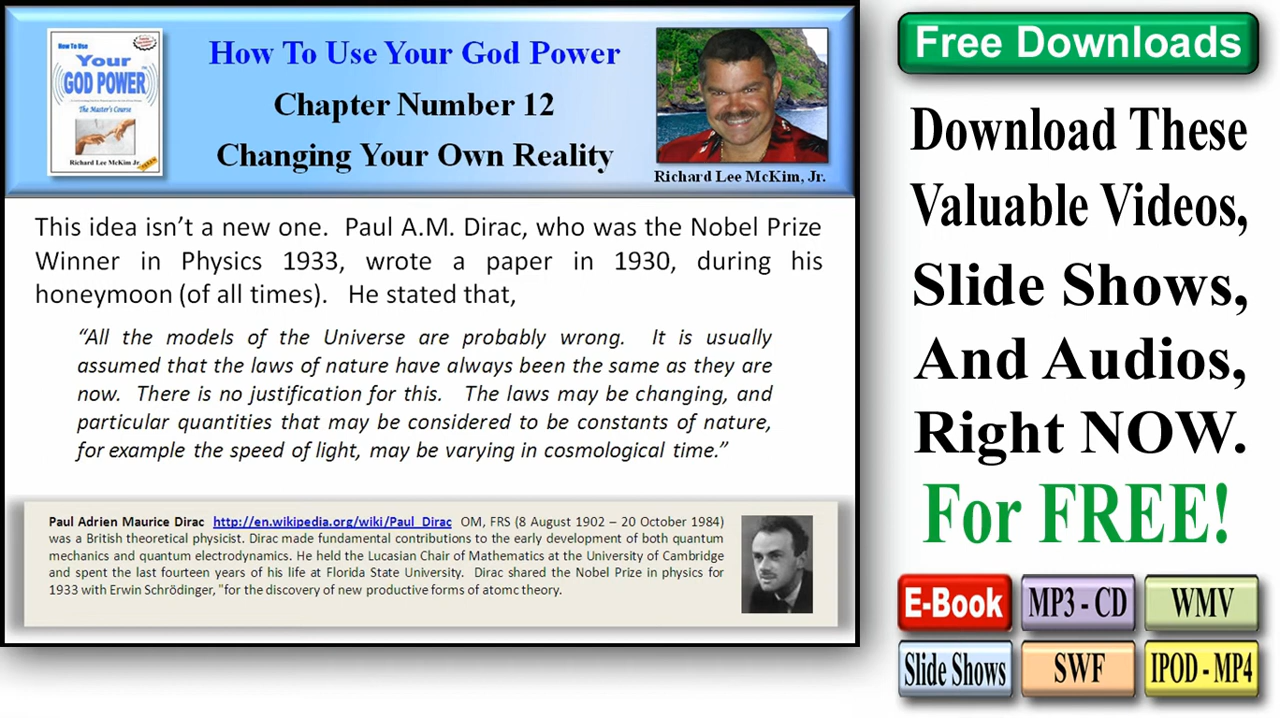 How To Use
Your
GOD POWER
The Master's Course
Richard Lee McKim Jr.
How To Use Your God Power
Chapter Number 12
Changing Your Own Reality
Richard Lee McKim, Jr.
This idea isn’t a new one. Paul A.M. Dirac, who was the Nobel Prize
Winner in Physics 1933, wrote a paper in 1930, during his
honeymoon (of all times). He stated that,
“All the models of the Universe are probably wrong. It is usually
assumed that the laws of nature have always been the same as they are
now. There is no justification for this. The laws may be changing, and
particular quantities that may be considered to be constants of nature,
for example the speed of light, may be varying in cosmological time.”
Paul Adrien Maurice Dirac http://en.wikipedia.org/wiki/Paul_Dirac OM, FRS (8 August 1902 – 20 October 1984)
was a British theoretical physicist. Dirac made fundamental contributions to the early development of both quantum
mechanics and quantum electrodynamics. He held the Lucasian Chair of Mathematics at the University of Cambridge
and spent the last fourteen years of his life at Florida State University. Dirac shared the Nobel Prize in physics for
1933 with Erwin Schrödinger, "for the discovery of new productive forms of atomc theory.
Free Downloads
Download These
Valuable Videos,
Slide Shows,
And Audios,
Right NOW.
For FREE!
E-Book MP3 - CD WMV
Slide Shows SWF IPOD - MP4